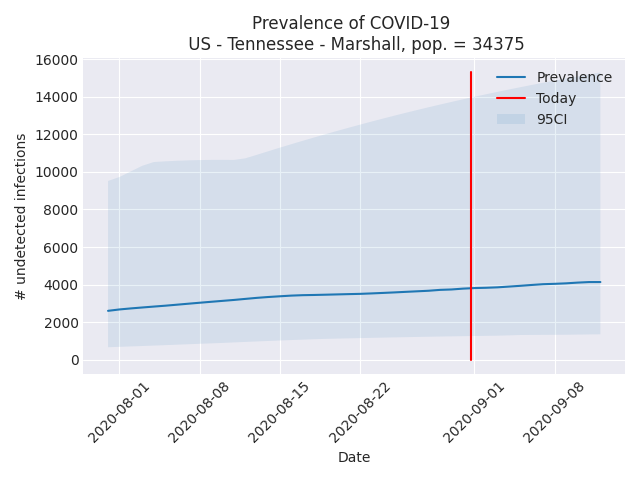 Prevalence of COVID-19
US - Tennessee - Marshall, pop. = 34375
16000
14000
12000
10000
8000
6000
4000
2000
0
# undetected infections
Prevalence
Today
95CI
2020-08-01
2020-08-08
2020-08-15
2020-08-22
2020-09-01
2020-09-08
Date